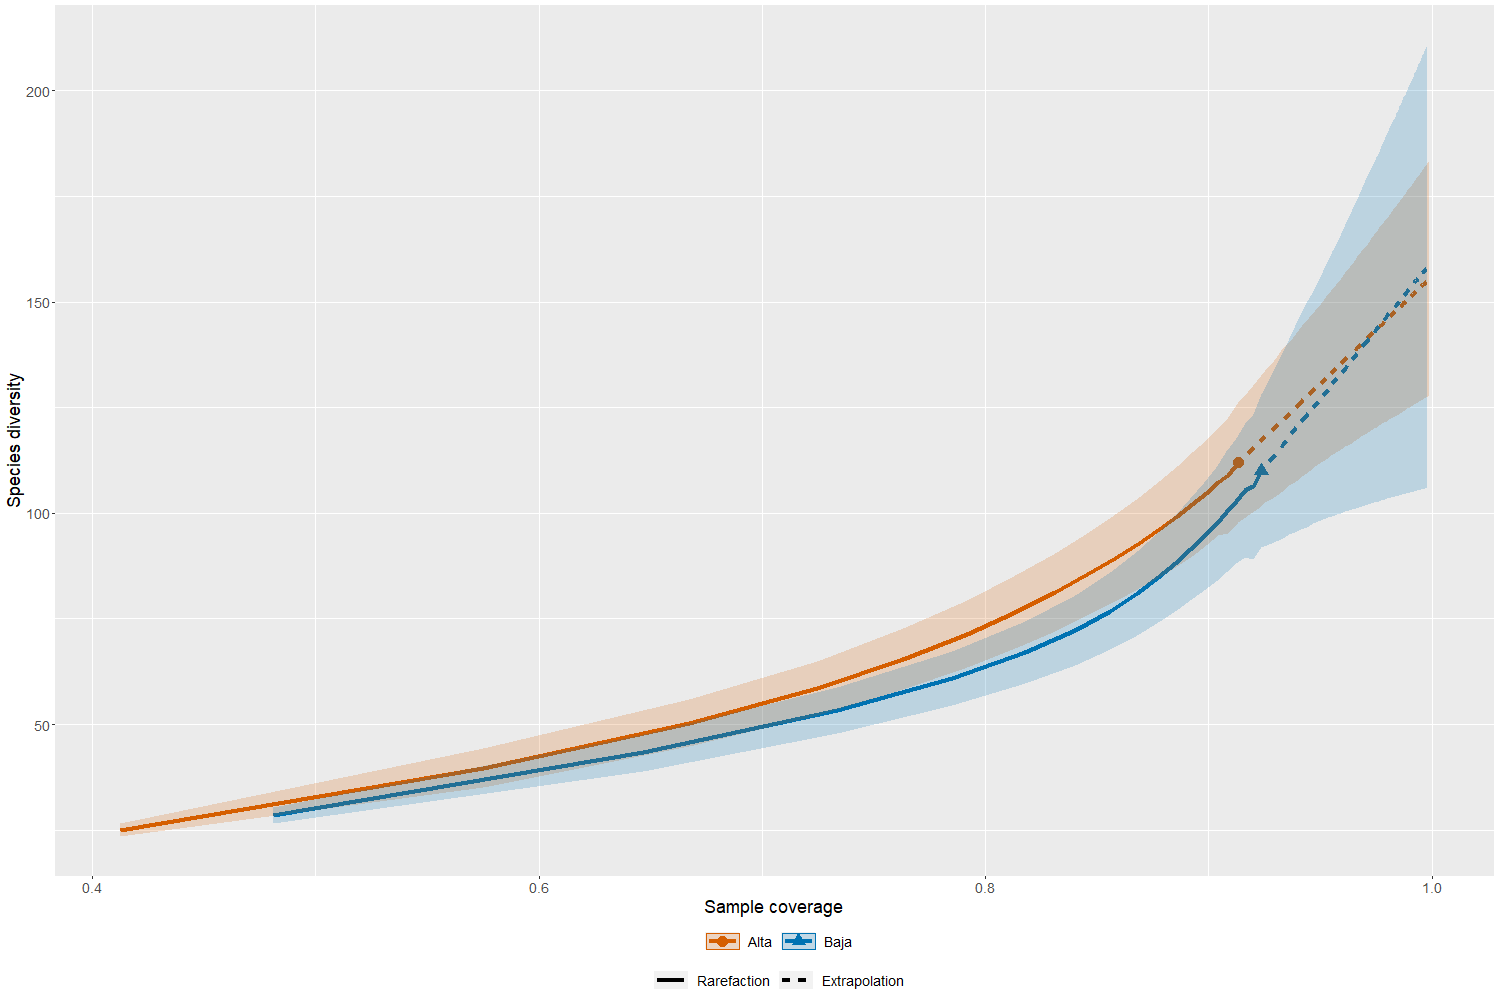 200
150
100
50
Species diversity
0.4 0.6 0.8 1.0
Sample coverage
Alta Baja
Rarefaction Extrapolation